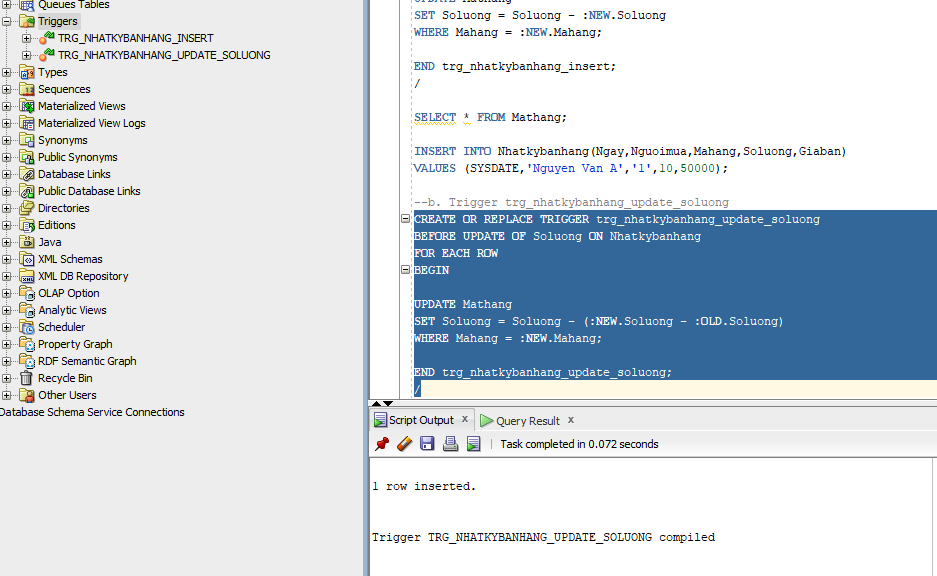 Queues Tables
Triggers
TRG_NHATKYBANHANG_INSERT
TRG_NHATKYBANHANG_UPDATE_SOLUONG
Types
Sequences
Materialized Views
Materialized View Logs
Synonyms
Public Synonyms
Database Links
Public Database Links
Directories
Editions
Java
XML Schemas
XML DB Repository
OLAP Option
Analytic Views
Scheduler
Property Graph
RDF Semantic Graph
Recycle Bin
Other Users
Database Schema Service Connections
UPDATE Mathang
SET Soluong = Soluong - :NEW.Soluong
WHERE Mahang = :NEW.Mahang;
END trg_nhatkybanhang_insert;
/
SELECT * FROM Mathang;
INSERT INTO Nhatkybanhang(Ngay,Nguoimua,Mahang,Soluong,Giaban)
VALUES (SYSDATE,'Nguyen Van A','1',10,50000);
--b. Trigger trg_nhatkybanhang_update_soluong
CREATE OR REPLACE TRIGGER trg_nhatkybanhang_update_soluong
BEFORE UPDATE OF Soluong ON Nhatkybanhang
FOR EACH ROW
BEGIN
UPDATE Mathang
SET Soluong = Soluong - (:NEW.Soluong - :OLD.Soluong)
WHERE Mahang = :NEW.Mahang;
END trg_nhatkybanhang_update_soluong;
/
Script Output x Query Result x
Task completed in 0.072 seconds
1 row inserted.
Trigger TRG_NHATKYBANHANG_UPDATE_SOLUONG compiled